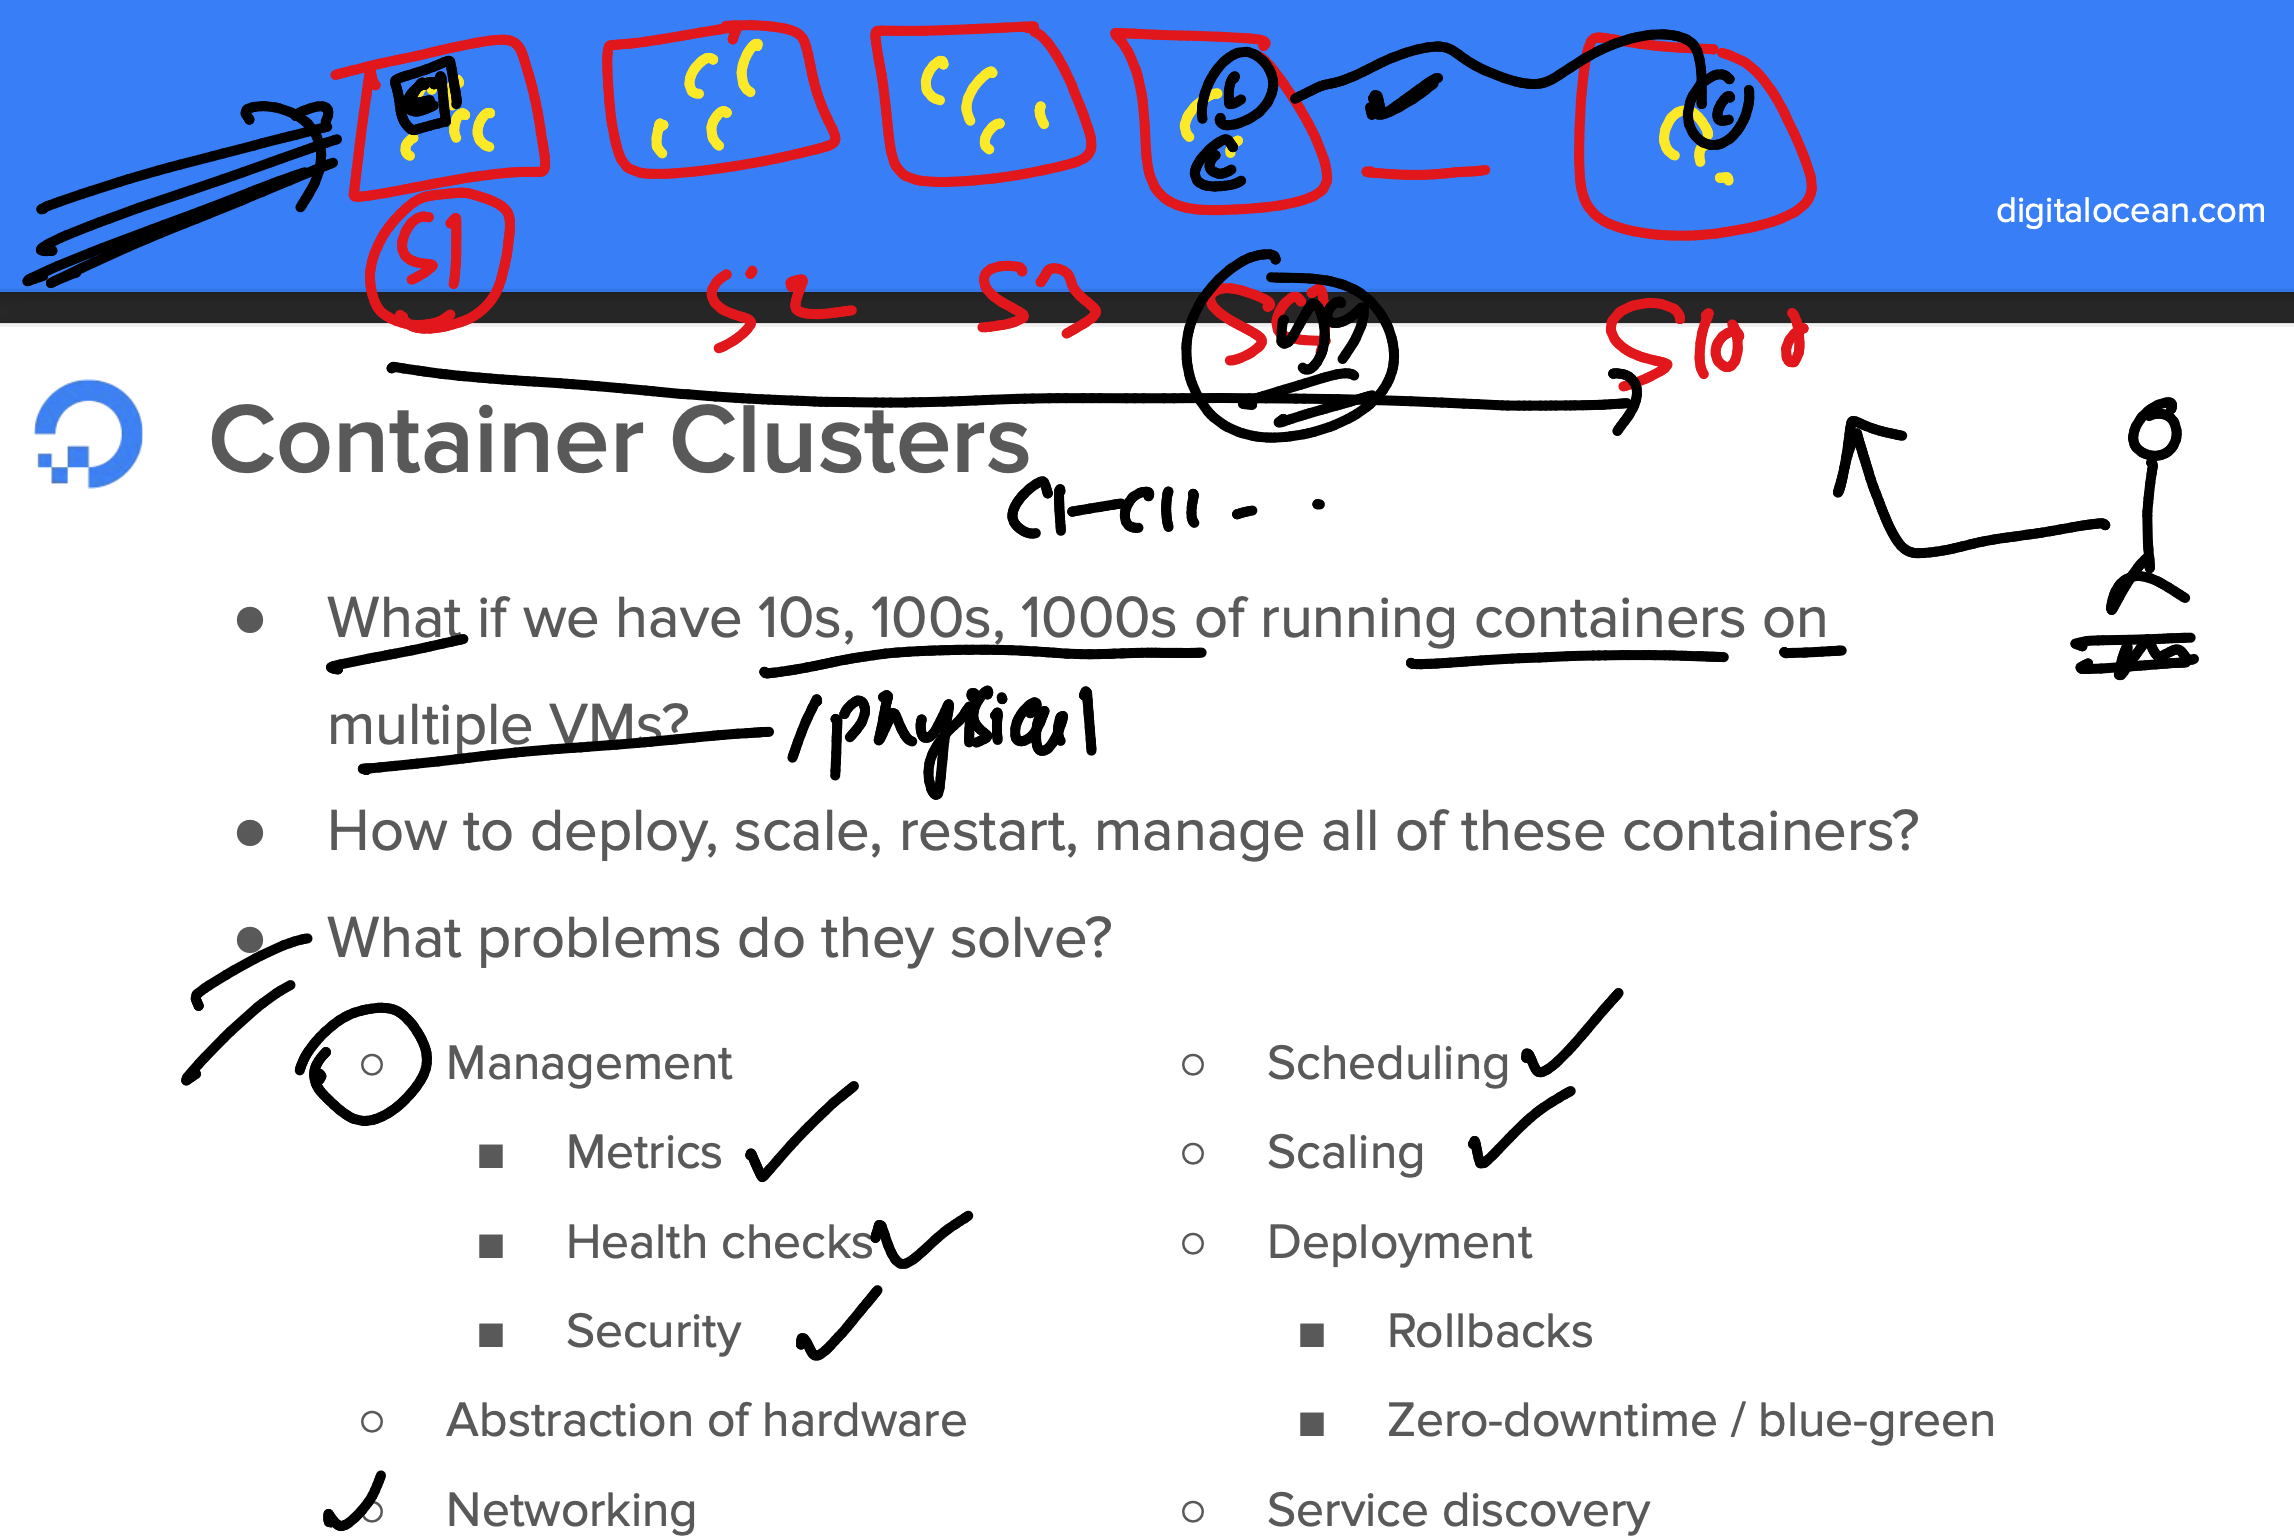 digitalocean.com
S1 S2 S3 S100
Container Clusters
C1-C11 - .
● What if we have 10s, 100s, 1000s of running containers on
multiple VMs? /physical
● How to deploy, scale, restart, manage all of these containers?
● What problems do they solve?
○ Management
■ Metrics
■ Health checks
■ Security
○ Abstraction of hardware
○ Networking
○ Scheduling
○ Scaling
○ Deployment
■ Rollbacks
■ Zero-downtime / blue-green
○ Service discovery